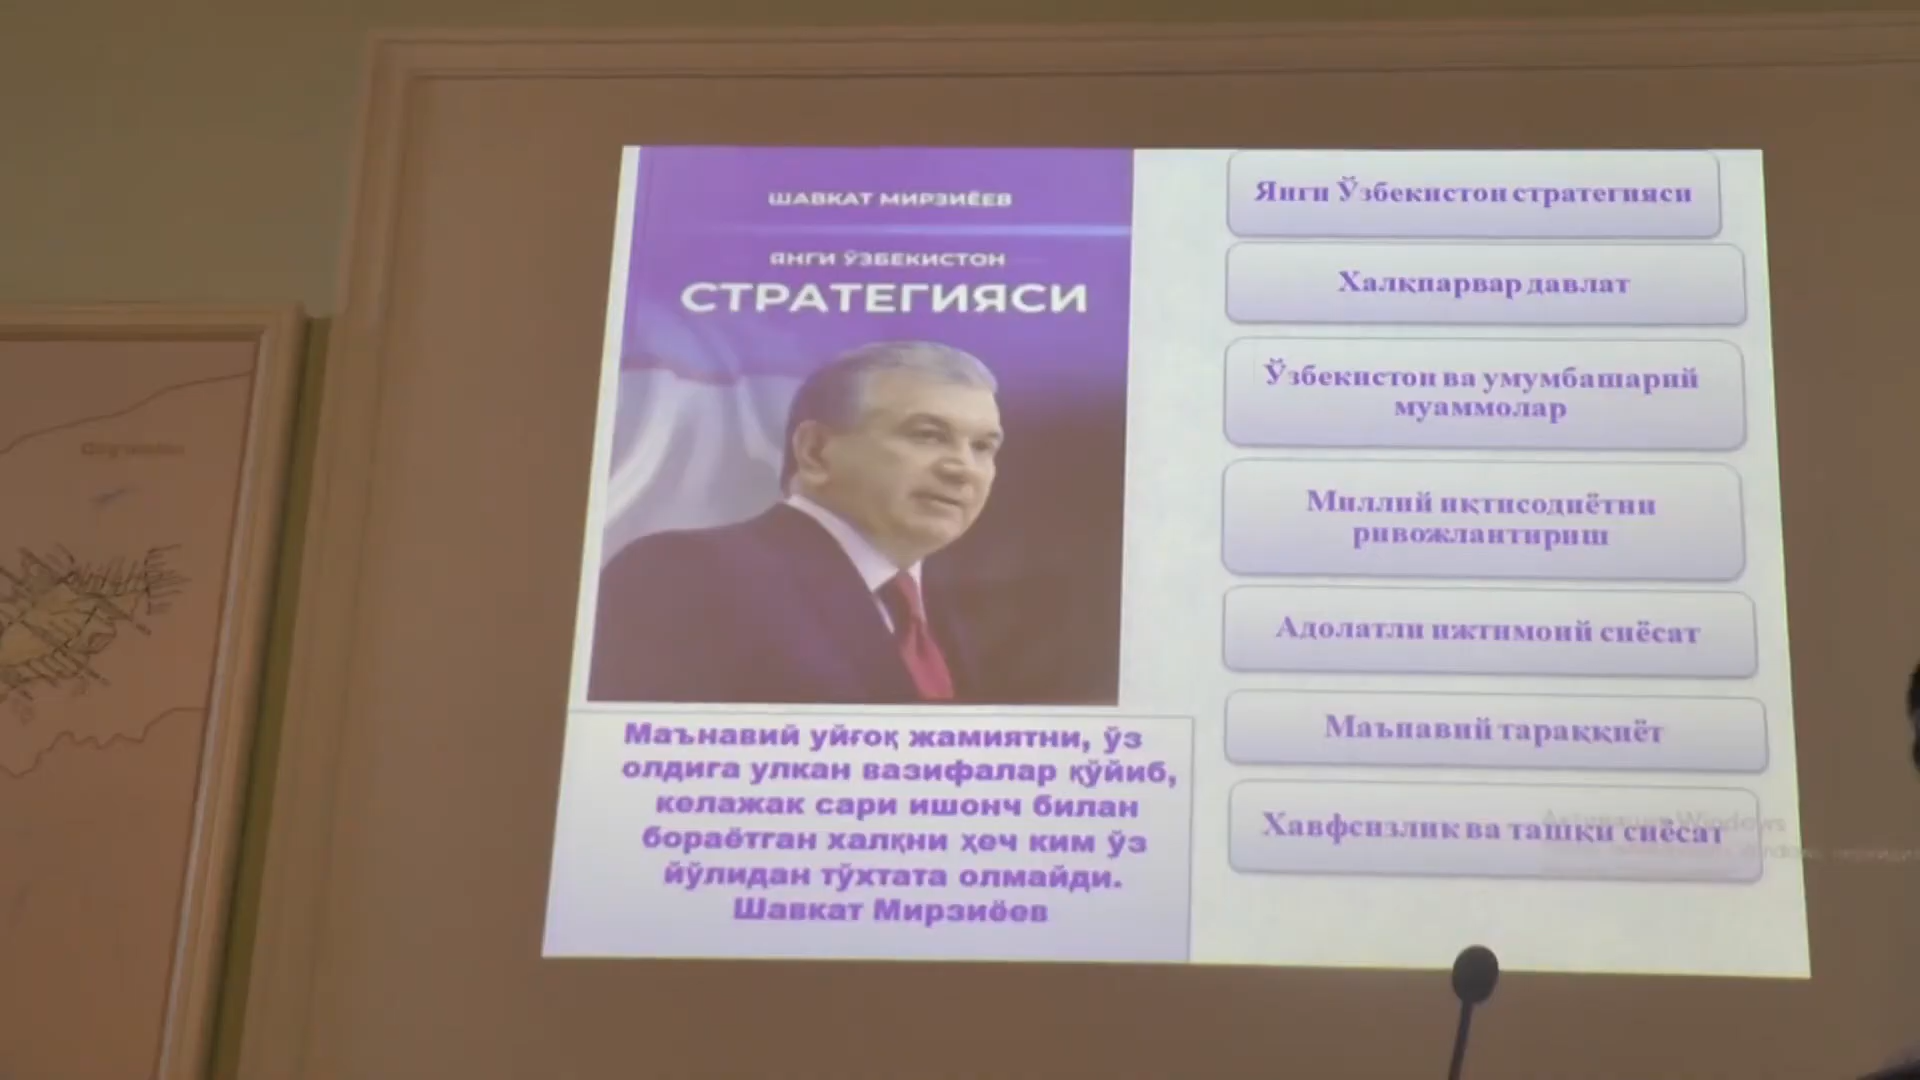 ШАВКАТ МИРЗИЁЕВ
ЯНГИ ЎЗБЕКИСТОН
СТРАТЕГИЯСИ
Маънавий уйғоқ жамиятни, ўз
олдига улкан вазифалар қўйиб,
келажак сари ишонч билан
бораётган халқни ҳеч ким ўз
йўлидан тўхтата олмайди.
Шавкат Мирзиёев
Янги Ўзбекистон стратегияси
Халқпарвар давлат
Ўзбекистон ва умумбашарий
муаммолар
Миллий иқтисодиётни
ривожлантириш
Адолатли ижтимоий сиёсат
Маънавий тараққиёт
Хавфсизлик ва ташқи сиёсат
Активация Windows